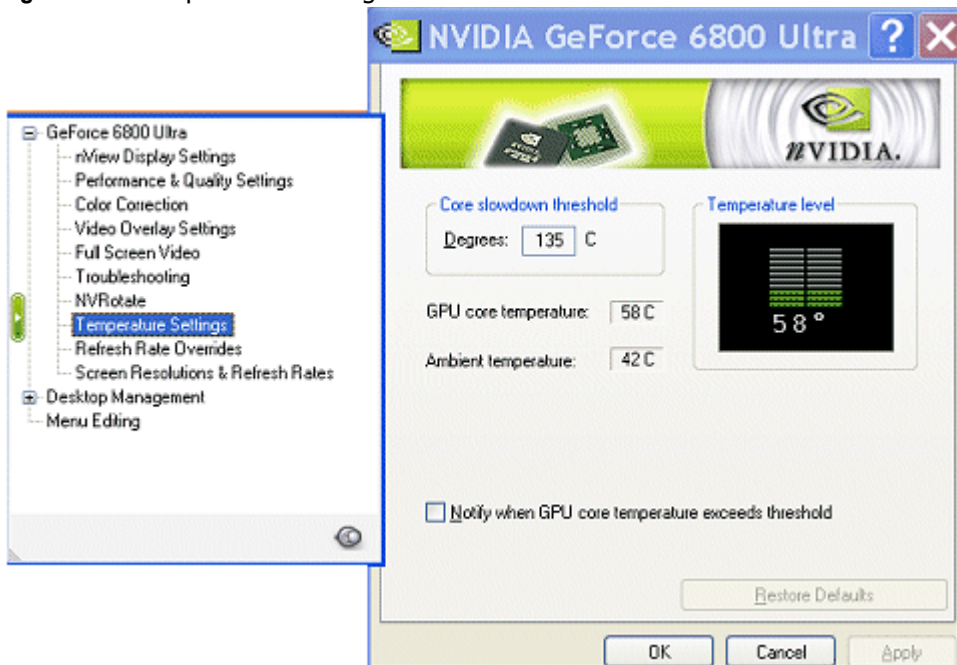 NVIDIA GeForce 6800 Ultra
NVIDIA
nVIDIA.
GeForce 6800 Ultra
nView Display Settings
Performance & Quality Settings
Color Correction
Video Overlay Settings
Full Screen Video
Troubleshooting
NVRotate
Temperature Settings
Refresh Rate Overrides
Screen Resolutions & Refresh Rates
Desktop Management
Menu Editing
Core slowdown threshold
Degrees: 135 C
GPU core temperature: 58 C
Ambient temperature: 42 C
Temperature level
58°
Notify when GPU core temperature exceeds threshold
Restore Defaults
OK Cancel Apply